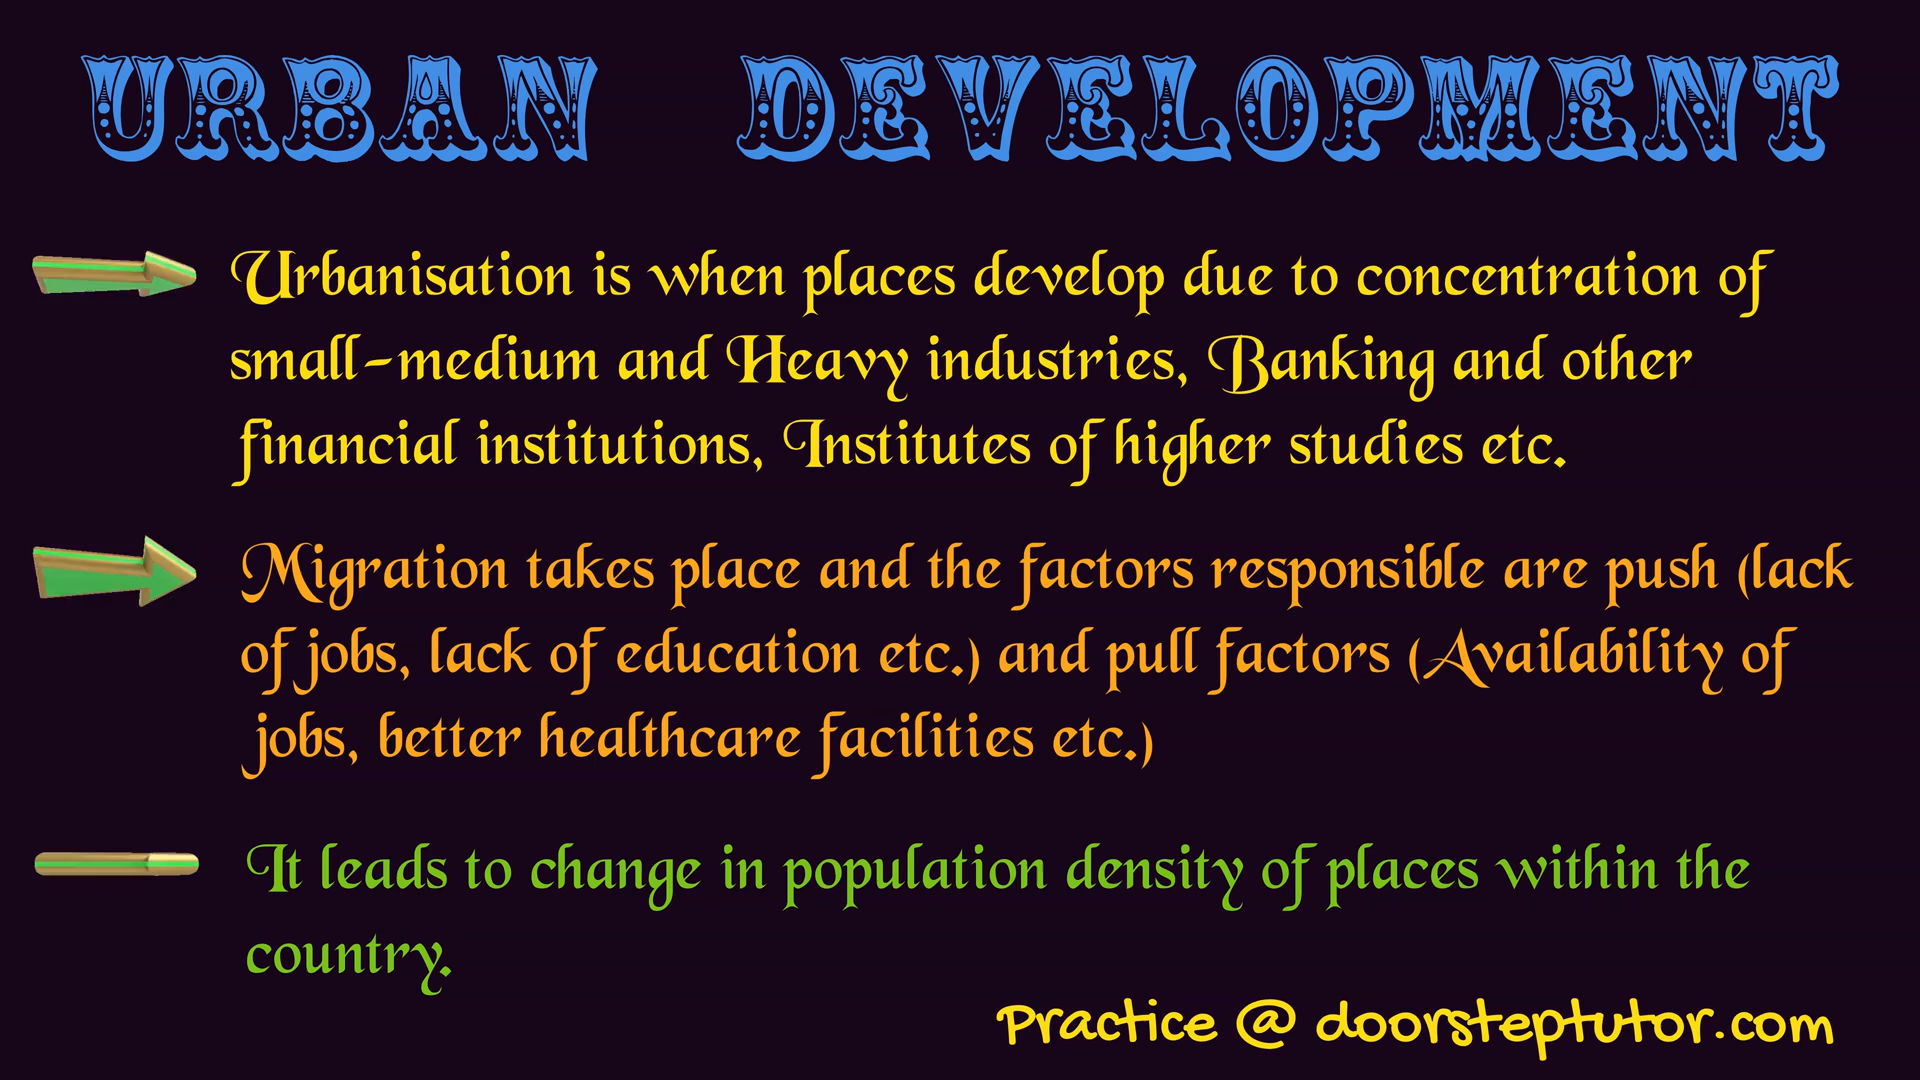 URBAN DEVELOPMENT
Urbanisation is when places develop due to concentration of
small-medium and Heavy industries, Banking and other
financial institutions, Institutes of higher studies etc.
Migration takes place and the factors responsible are push (lack
of jobs, lack of education etc.) and pull factors (Availability of
jobs, better healthcare facilities etc.)
It leads to change in population density of places within the
country.
Practice @ doorsteptutor.com